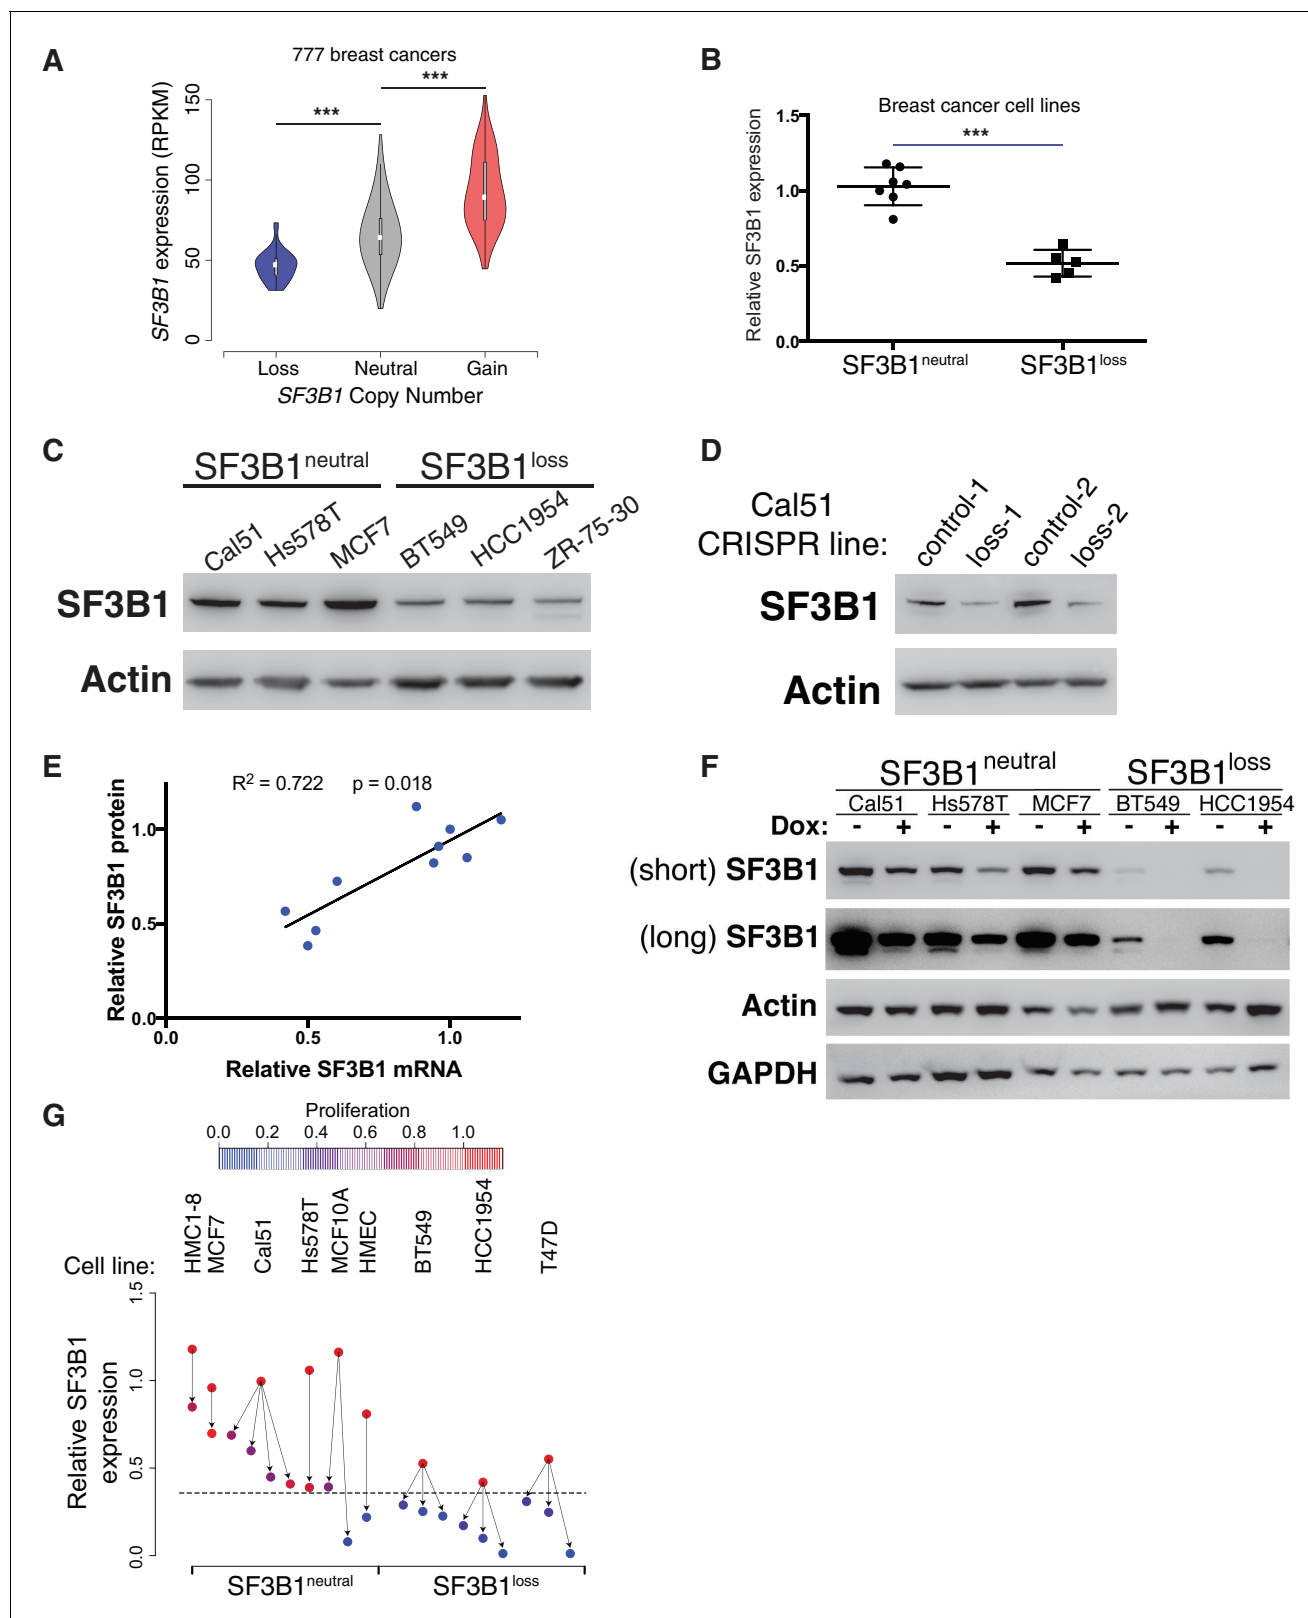 A
777 breast cancers
***
***
SF3B1 expression (RPKM)
150
100
50
0
Loss Neutral Gain
SF3B1 Copy Number
B
Breast cancer cell lines
***
Relative SF3B1 expression
1.5
1.0
0.5
0.0
SF3B1neutral SF3B1loss
C
SF3B1neutral SF3B1loss
Cal51 Hs578T MCF7 BT549 HCC1954 ZR-75-30
SF3B1
Actin
D
Cal51
CRISPR line:
control-1 loss-1 control-2 loss-2
SF3B1
Actin
E
R2 = 0.722 p = 0.018
Relative SF3B1 protein
1.0
0.5
0.0
0.0 0.5 1.0
Relative SF3B1 mRNA
F
SF3B1neutral SF3B1loss
Cal51 Hs578T MCF7 BT549 HCC1954
Dox: - + - + - + - + - +
(short) SF3B1
(long) SF3B1
Actin
GAPDH
G
Proliferation
0.0 0.2 0.4 0.6 0.8 1.0
Cell line: HMC1-8 MCF7 Cal51 Hs578T MCF10A HMEC BT549 HCC1954 T47D
Relative SF3B1
expression
1.5
1.0
0.5
0.0
SF3B1neutral SF3B1loss